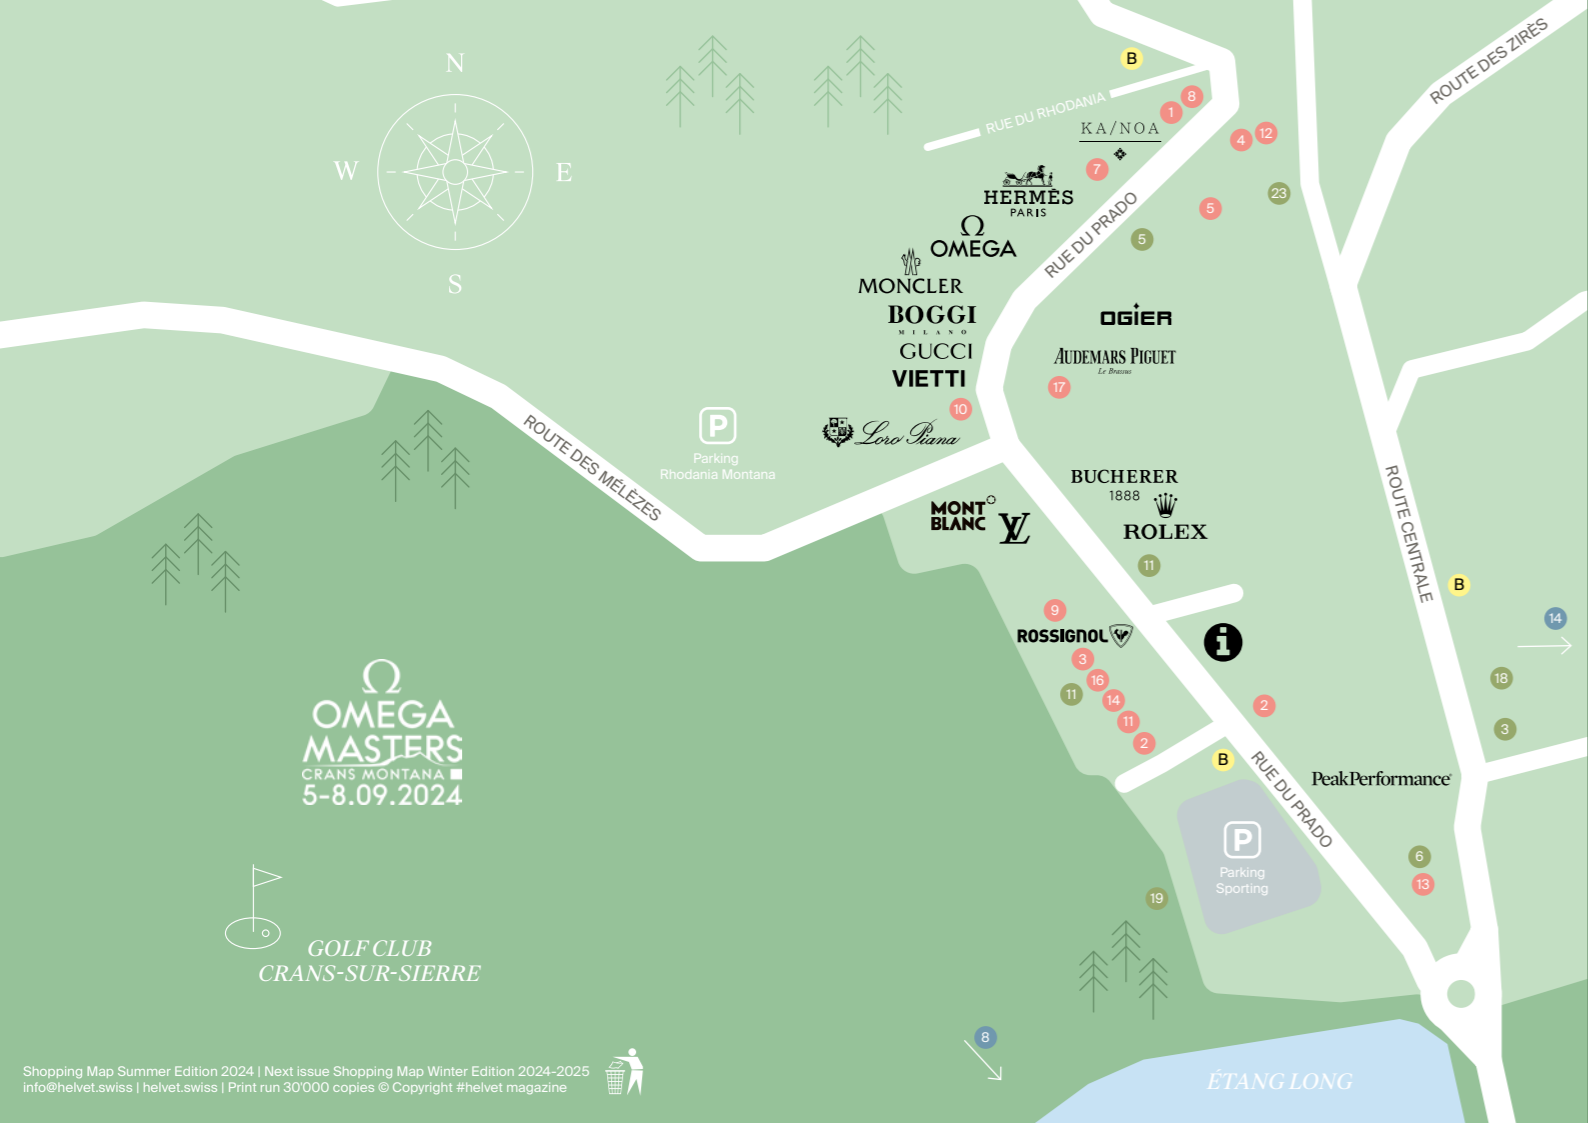 N
W
E
S
B
RUE DU RHODANIA
8
1
KA/NOA
7
4
12
ROUTE DES ZIRÈS
HERMÈS
PARIS
5
23
RUE DU PRADO
5
OMEGA
MONCLER
BOGGI
MILANO
GUCCI
VIETTI
OGIER
AUDEMARS PIGUET
Le Brassus
17
10
Loro Piana
P
Parking
Rhodania Montana
ROUTE DES MÉLÈZES
MONT
BLANC
LV
BUCHERER
1888
ROLEX
11
ROUTE CENTRALE
B
14
9
ROSSIGNOL
i
3
16
11
14
11
2
2
18
3
B
RUE DU PRADO
PeakPerformance
P
Parking
Sporting
6
13
19
OMEGA
MASTERS
CRANS MONTANA
5-8.09.2024
GOLF CLUB
CRANS-SUR-SIERRE
8
ÉTANG LONG
Shopping Map Summer Edition 2024 | Next issue Shopping Map Winter Edition 2024-2025
info@helvet.swiss | helvet.swiss | Print run 30'000 copies © Copyright #helvet magazine